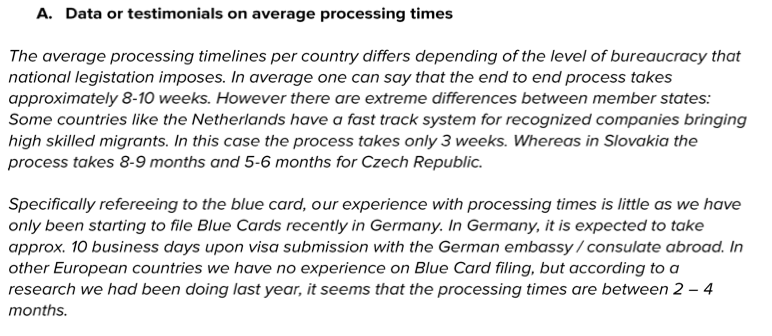 A. Data or testimonials on average processing times
The average processing timelines per country differs depending of the level of bureaucracy that
national legistation imposes. In average one can say that the end to end process takes
approximately 8-10 weeks. However there are extreme differences between member states:
Some countries like the Netherlands have a fast track system for recognized companies bringing
high skilled migrants. In this case the process takes only 3 weeks. Whereas in Slovakia the
process takes 8-9 months and 5-6 months for Czech Republic.
Specifically refereeing to the blue card, our experience with processing times is little as we have
only been starting to file Blue Cards recently in Germany. In Germany, it is expected to take
approx. 10 business days upon visa submission with the German embassy / consulate abroad. In
other European countries we have no experience on Blue Card filing, but according to a
research we had been doing last year, it seems that the processing times are between 2 – 4
months.